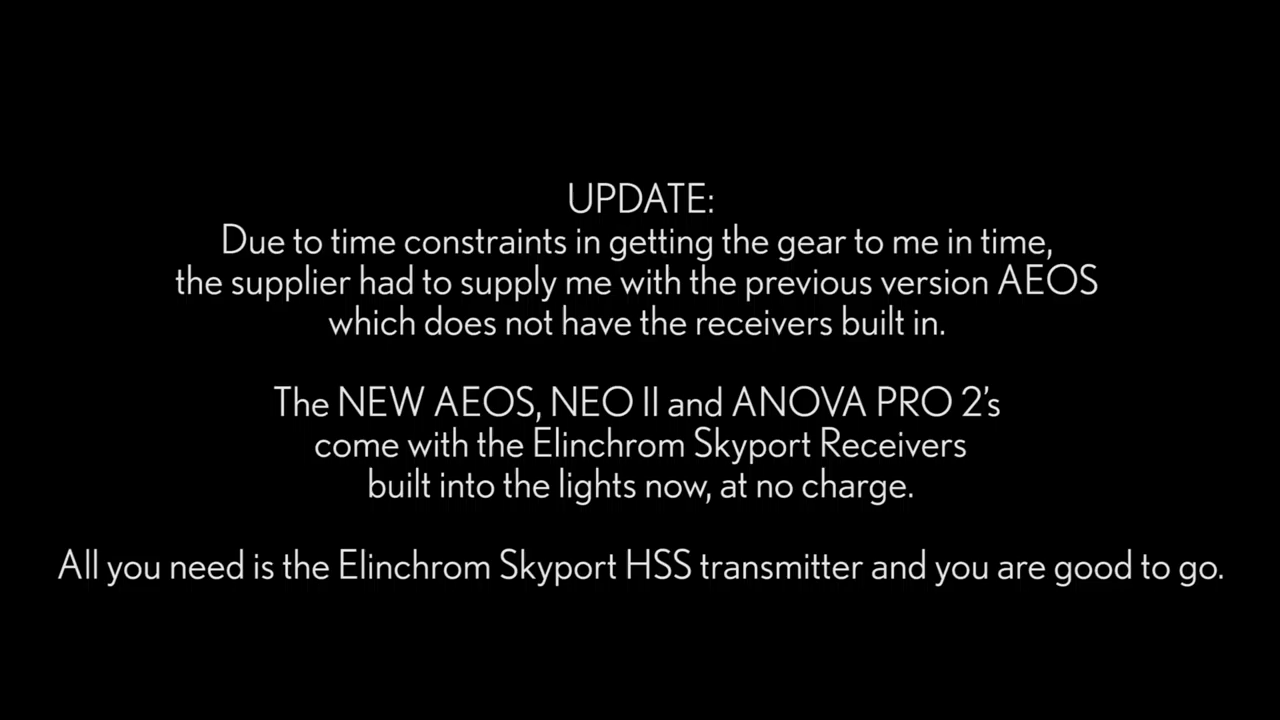 UPDATE:
Due to time constraints in getting the gear to me in time,
the supplier had to supply me with the previous version AEOS
which does not have the receivers built in.
The NEW AEOS, NEO II and ANOVA PRO 2's
come with the Elinchrom Skyport Receivers
built into the lights now, at no charge.
All you need is the Elinchrom Skyport HSS transmitter and you are good to go.